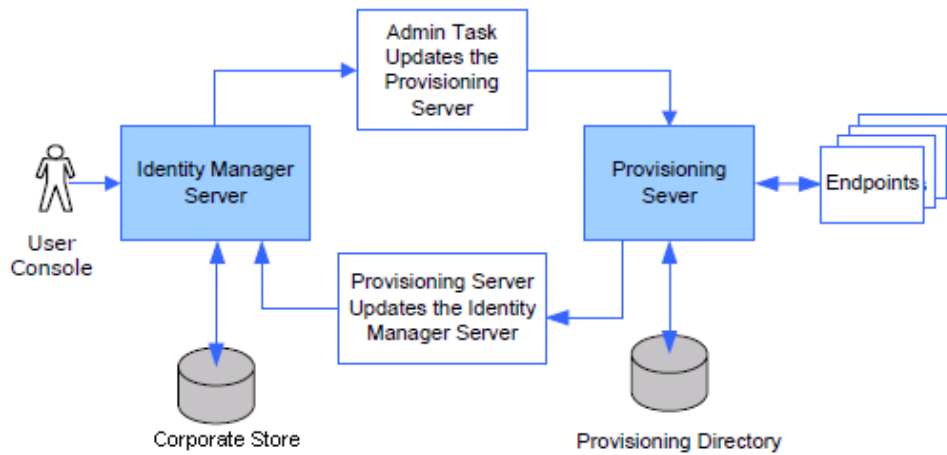 Admin Task
Updates the
Provisioning
Server
Identity Manager
Server
Provisioning
Sever
Endpoints
User
Console
Provisioning Server
Updates the Identity
Manager Server
Corporate Store
Provisioning Directory